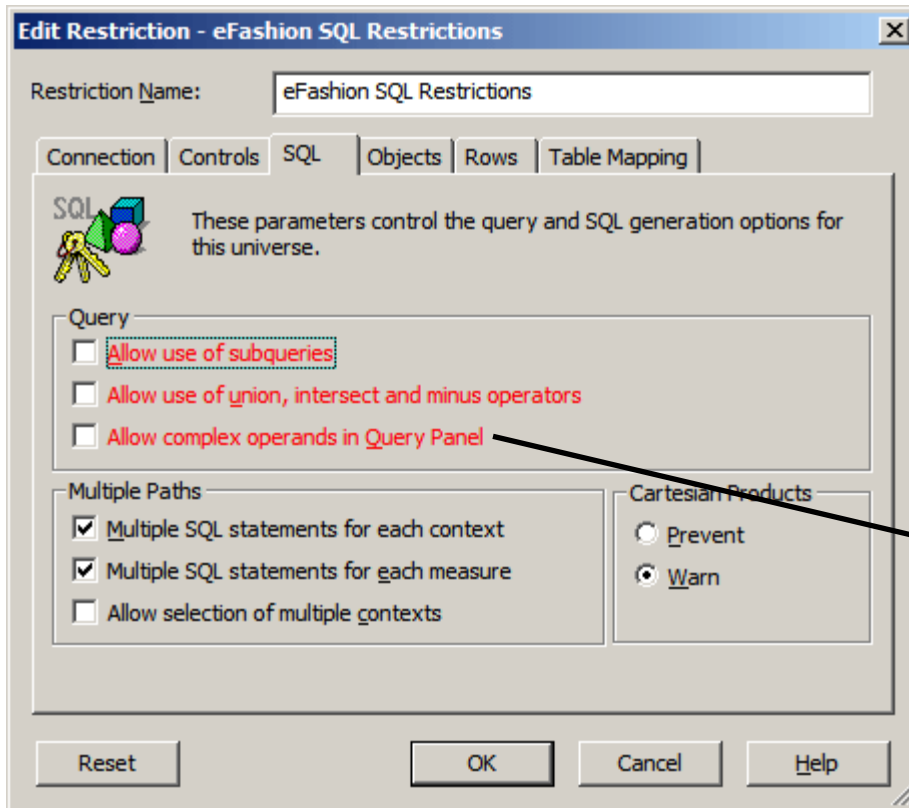 Edit Restriction - eFashion SQL Restrictions
Restriction Name: eFashion SQL Restrictions
Connection Controls SQL Objects Rows Table Mapping
SQL
These parameters control the query and SQL generation options for
this universe.
Query
Allow use of subqueries
Allow use of union, intersect and minus operators
Allow complex operands in Query Panel
Multiple Paths
Multiple SQL statements for each context
Multiple SQL statements for each measure
Allow selection of multiple contexts
Cartesian Products
Prevent
Warn
Reset OK Cancel Help